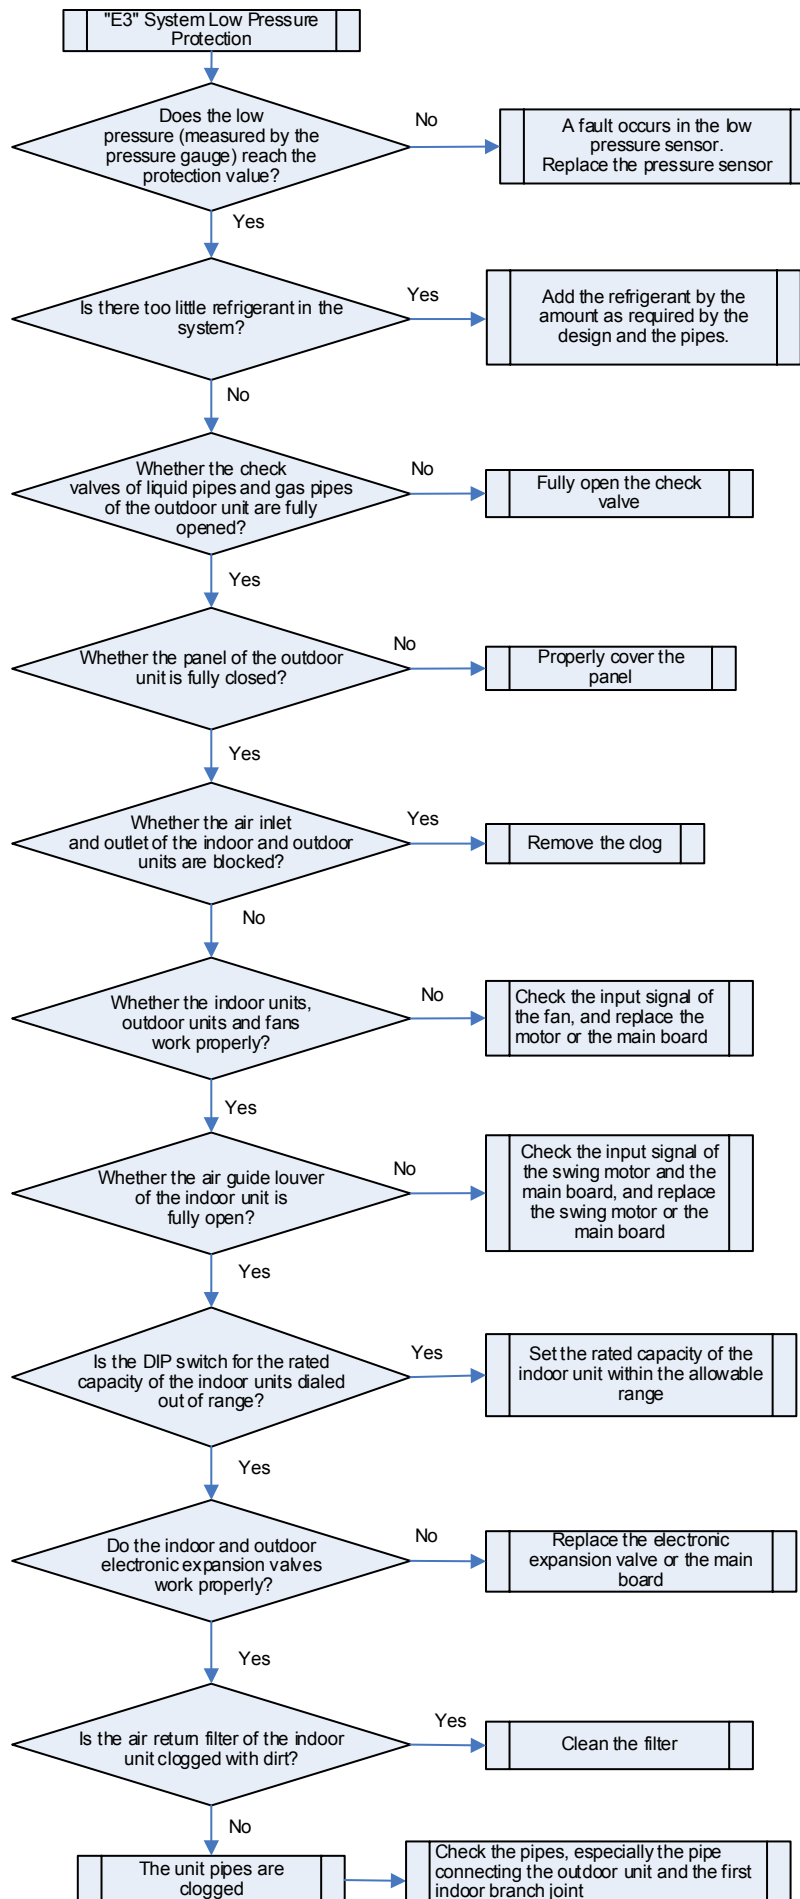 "E3" System Low Pressure
Protection
Does the low
pressure (measured by the
pressure gauge) reach the
protection value?
No
A fault occurs in the low
pressure sensor.
Replace the pressure sensor
Yes
Is there too little refrigerant in the
system?
Yes
Add the refrigerant by the
amount as required by the
design and the pipes.
No
Whether the check
valves of liquid pipes and gas pipes
of the outdoor unit are fully
opened?
No
Fully open the check
valve
Yes
Whether the panel of the outdoor
unit is fully closed?
No
Properly cover the
panel
Yes
Whether the air inlet
and outlet of the indoor and outdoor
units are blocked?
Yes
Remove the clog
No
Whether the indoor units,
outdoor units and fans
work properly?
No
Check the input signal of
the fan, and replace the
motor or the main board
Yes
Whether the air guide louver
of the indoor unit is
fully open?
No
Check the input signal of
the swing motor and the
main board, and replace
the swing motor or the
main board
Yes
Is the DIP switch for the rated
capacity of the indoor units dialed
out of range?
Yes
Set the rated capacity of the
indoor unit within the allowable
range
Yes
Do the indoor and outdoor
electronic expansion valves
work properly?
No
Replace the electronic
expansion valve or the main
board
Yes
Is the air return filter of the indoor
unit clogged with dirt?
Yes
Clean the filter
No
The unit pipes are
clogged
Check the pipes, especially the pipe
connecting the outdoor unit and the first
indoor branch joint